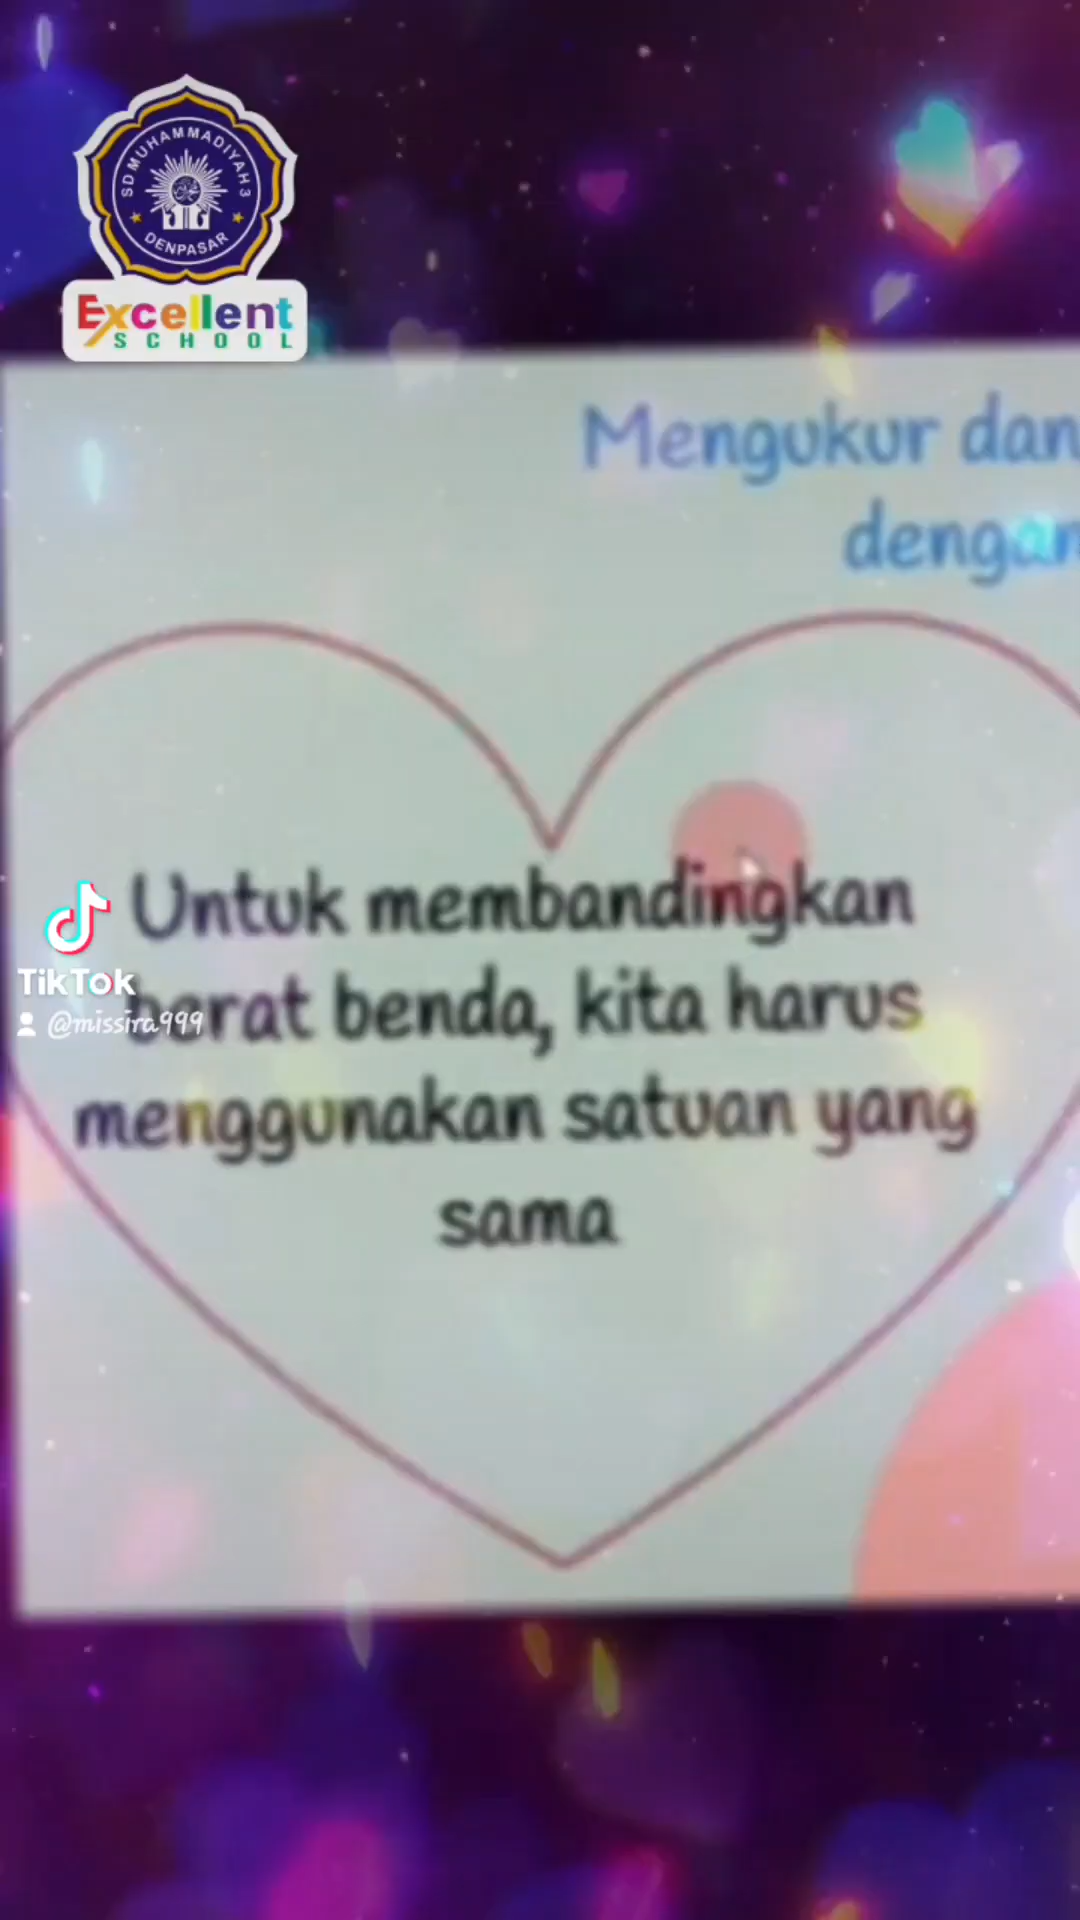 SD MUHAMMADIYAH 3
DENPASAR
Excellent
SCHOOL
Mengukur dan
dengan
Untuk membandingkan
berat benda, kita harus
menggunakan satuan yang
sama
TikTok
@missira999